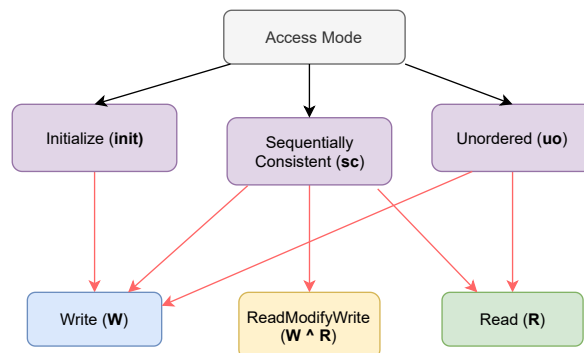 Access Mode
Initialize (init)
Sequentially
Consistent (sc)
Unordered (uo)
Write (W)
ReadModifyWrite
(W ^ R)
Read (R)